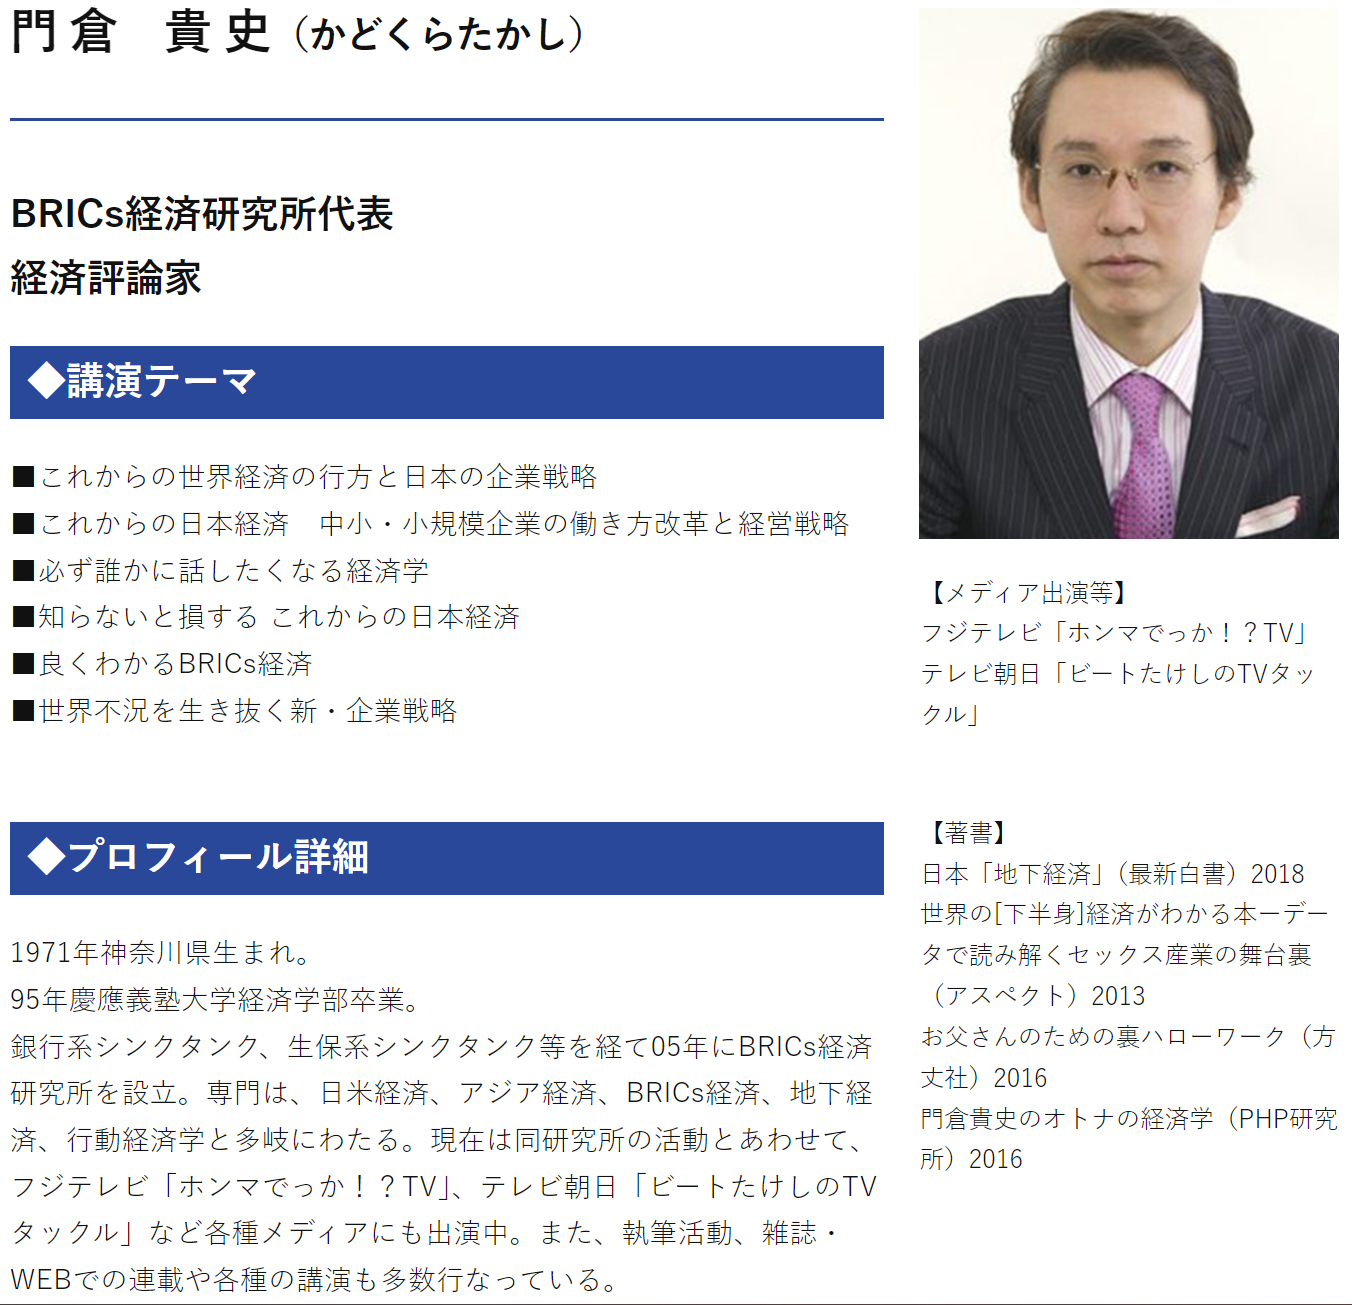 門倉　貴史（かどくらたかし）
BRICs経済研究所代表
経済評論家
◆講演テーマ
■これからの世界経済の行方と日本の企業戦略
■これからの日本経済　中小・小規模企業の働き方改革と経営戦略
■必ず誰かに話したくなる経済学
■知らないと損する これからの日本経済
■良くわかるBRICs経済
■世界不況を生き抜く新・企業戦略
◆プロフィール詳細
1971年神奈川県生まれ。
95年慶應義塾大学経済学部卒業。
銀行系シンクタンク、生保系シンクタンク等を経て05年にBRICs経済
研究所を設立。専門は、日米経済、アジア経済、BRICs経済、地下経
済、行動経済学と多岐にわたる。現在は同研究所の活動とあわせて、
フジテレビ「ホンマでっか！？TV」、テレビ朝日「ビートたけしのTV
タックル」など各種メディアにも出演中。また、執筆活動、雑誌・
WEBでの連載や各種の講演も多数行なっている。
【メディア出演等】
フジテレビ「ホンマでっか！？TV」
テレビ朝日「ビートたけしのTVタッ
クル」
【著書】
日本「地下経済」（最新白書）2018
世界の[下半身]経済がわかる本ーデー
タで読み解くセックス産業の舞台裏
（アスペクト）2013
お父さんのための裏ハローワーク（方
丈社）2016
門倉貴史のオトナの経済学（PHP研究
所）2016